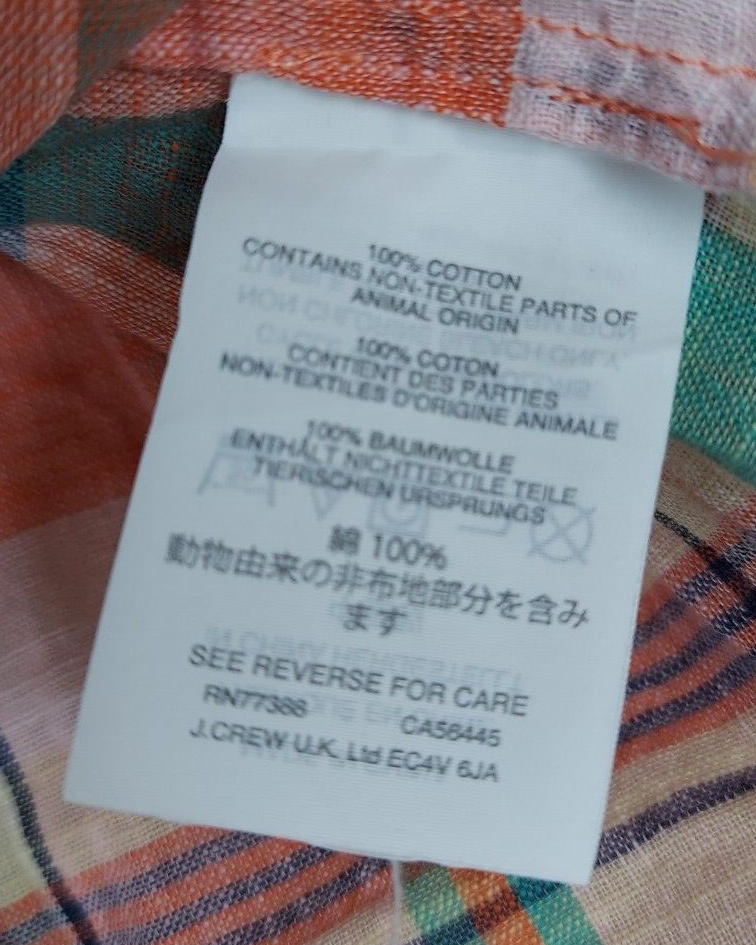 100% COTTON
CONTAINS NON-TEXTILE PARTS OF
ANIMAL ORIGIN
100% COTON
CONTIENT DES PARTIES
NON-TEXTILES D'ORIGINE ANIMALE
100% BAUMWOLLE
ENTHÄLT NICHTTEXTILE TEILE
TIERISCHEN URSPRUNGS
綿 100%
動物由来の非布地部分を含み
ます
SEE REVERSE FOR CARE
RN77388 CA56445
J.CREW U.K. Ltd EC4V 6JA